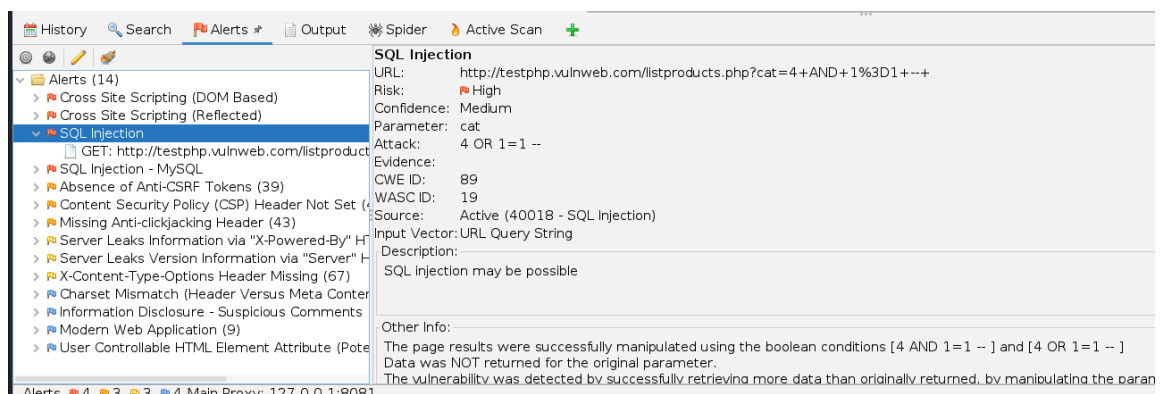 History Search Alerts Output Spider Active Scan
Alerts (14)
Cross Site Scripting (DOM Based)
Cross Site Scripting (Reflected)
SQL Injection
GET: http://testphp.vulnweb.com/listproduct
SQL Injection - MySQL
Absence of Anti-CSRF Tokens (39)
Content Security Policy (CSP) Header Not Set (
Missing Anti-clickjacking Header (43)
Server Leaks Information via "X-Powered-By" H
Server Leaks Version Information via "Server" H
X-Content-Type-Options Header Missing (67)
Charset Mismatch (Header Versus Meta Conter
Information Disclosure - Suspicious Comments
Modern Web Application (9)
User Controllable HTML Element Attribute (Pote
SQL Injection
URL: http://testphp.vulnweb.com/listproducts.php?cat=4+AND+1%3D1+--+
Risk: High
Confidence: Medium
Parameter: cat
Attack: 4 OR 1=1 --
Evidence:
CWE ID: 89
WASC ID: 19
Source: Active (40018 - SQL Injection)
Input Vector: URL Query String
Description:
SQL injection may be possible
Other Info:
The page results were successfully manipulated using the boolean conditions [4 AND 1=1 -- ] and [4 OR 1=1 -- ]
Data was NOT returned for the original parameter.
The vulnerability was detected by successfully retrieving more data than originally returned, by manipulating the param
Alerts 4 3 3 4 Main Proxy: 127.0.0.1:8081